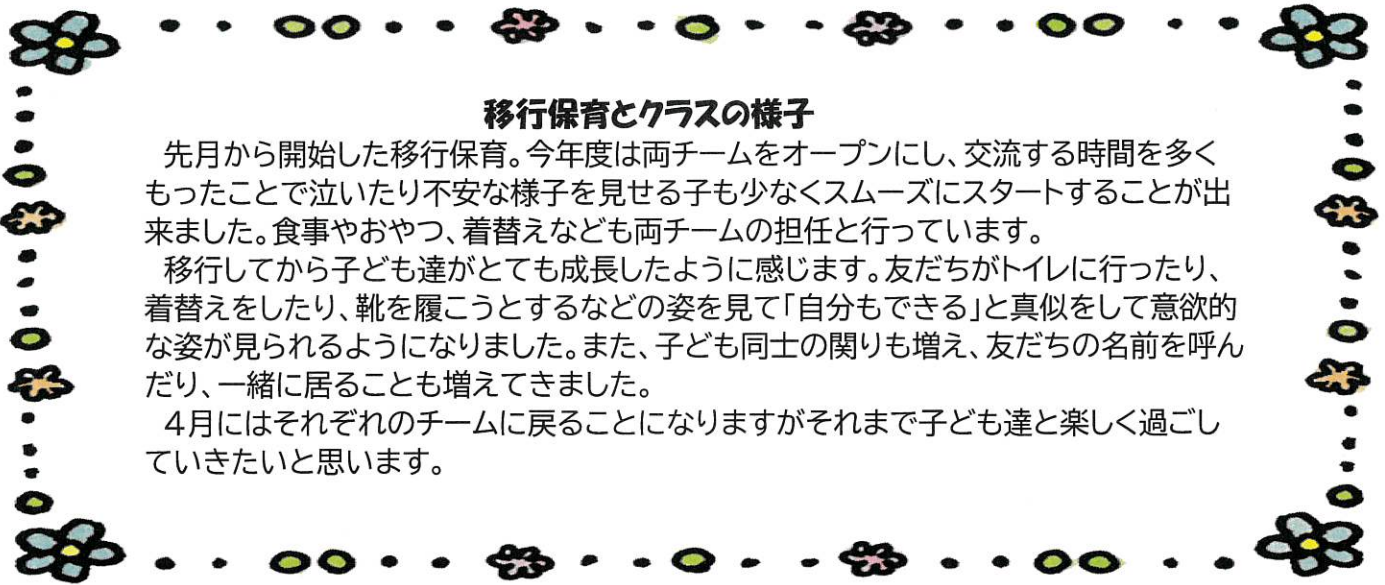 移行保育とクラスの様子
先月から開始した移行保育。今年度は両チームをオープンにし、交流する時間を多く
もったことで泣いたり不安な様子を見せる子も少なくスムーズにスタートすることが出
来ました。食事やおやつ、着替えなども両チームの担任と行っています。
移行してから子ども達がとても成長したように感じます。友だちがトイレに行ったり、
着替えをしたり、靴を履こうとするなどの姿を見て「自分もできる」と真似をして意欲的
な姿が見られるようになりました。また、子ども同士の関りも増え、友だちの名前を呼ん
だり、一緒に居ることも増えてきました。
４月にはそれぞれのチームに戻ることになりますがそれまで子ども達と楽しく過ごし
ていきたいと思います。